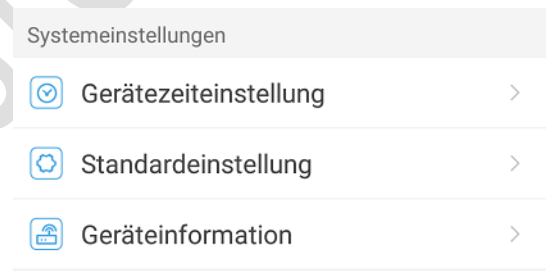 Systemeinstellungen
Gerätezeiteinstellung
Standardeinstellung
Geräteinformation